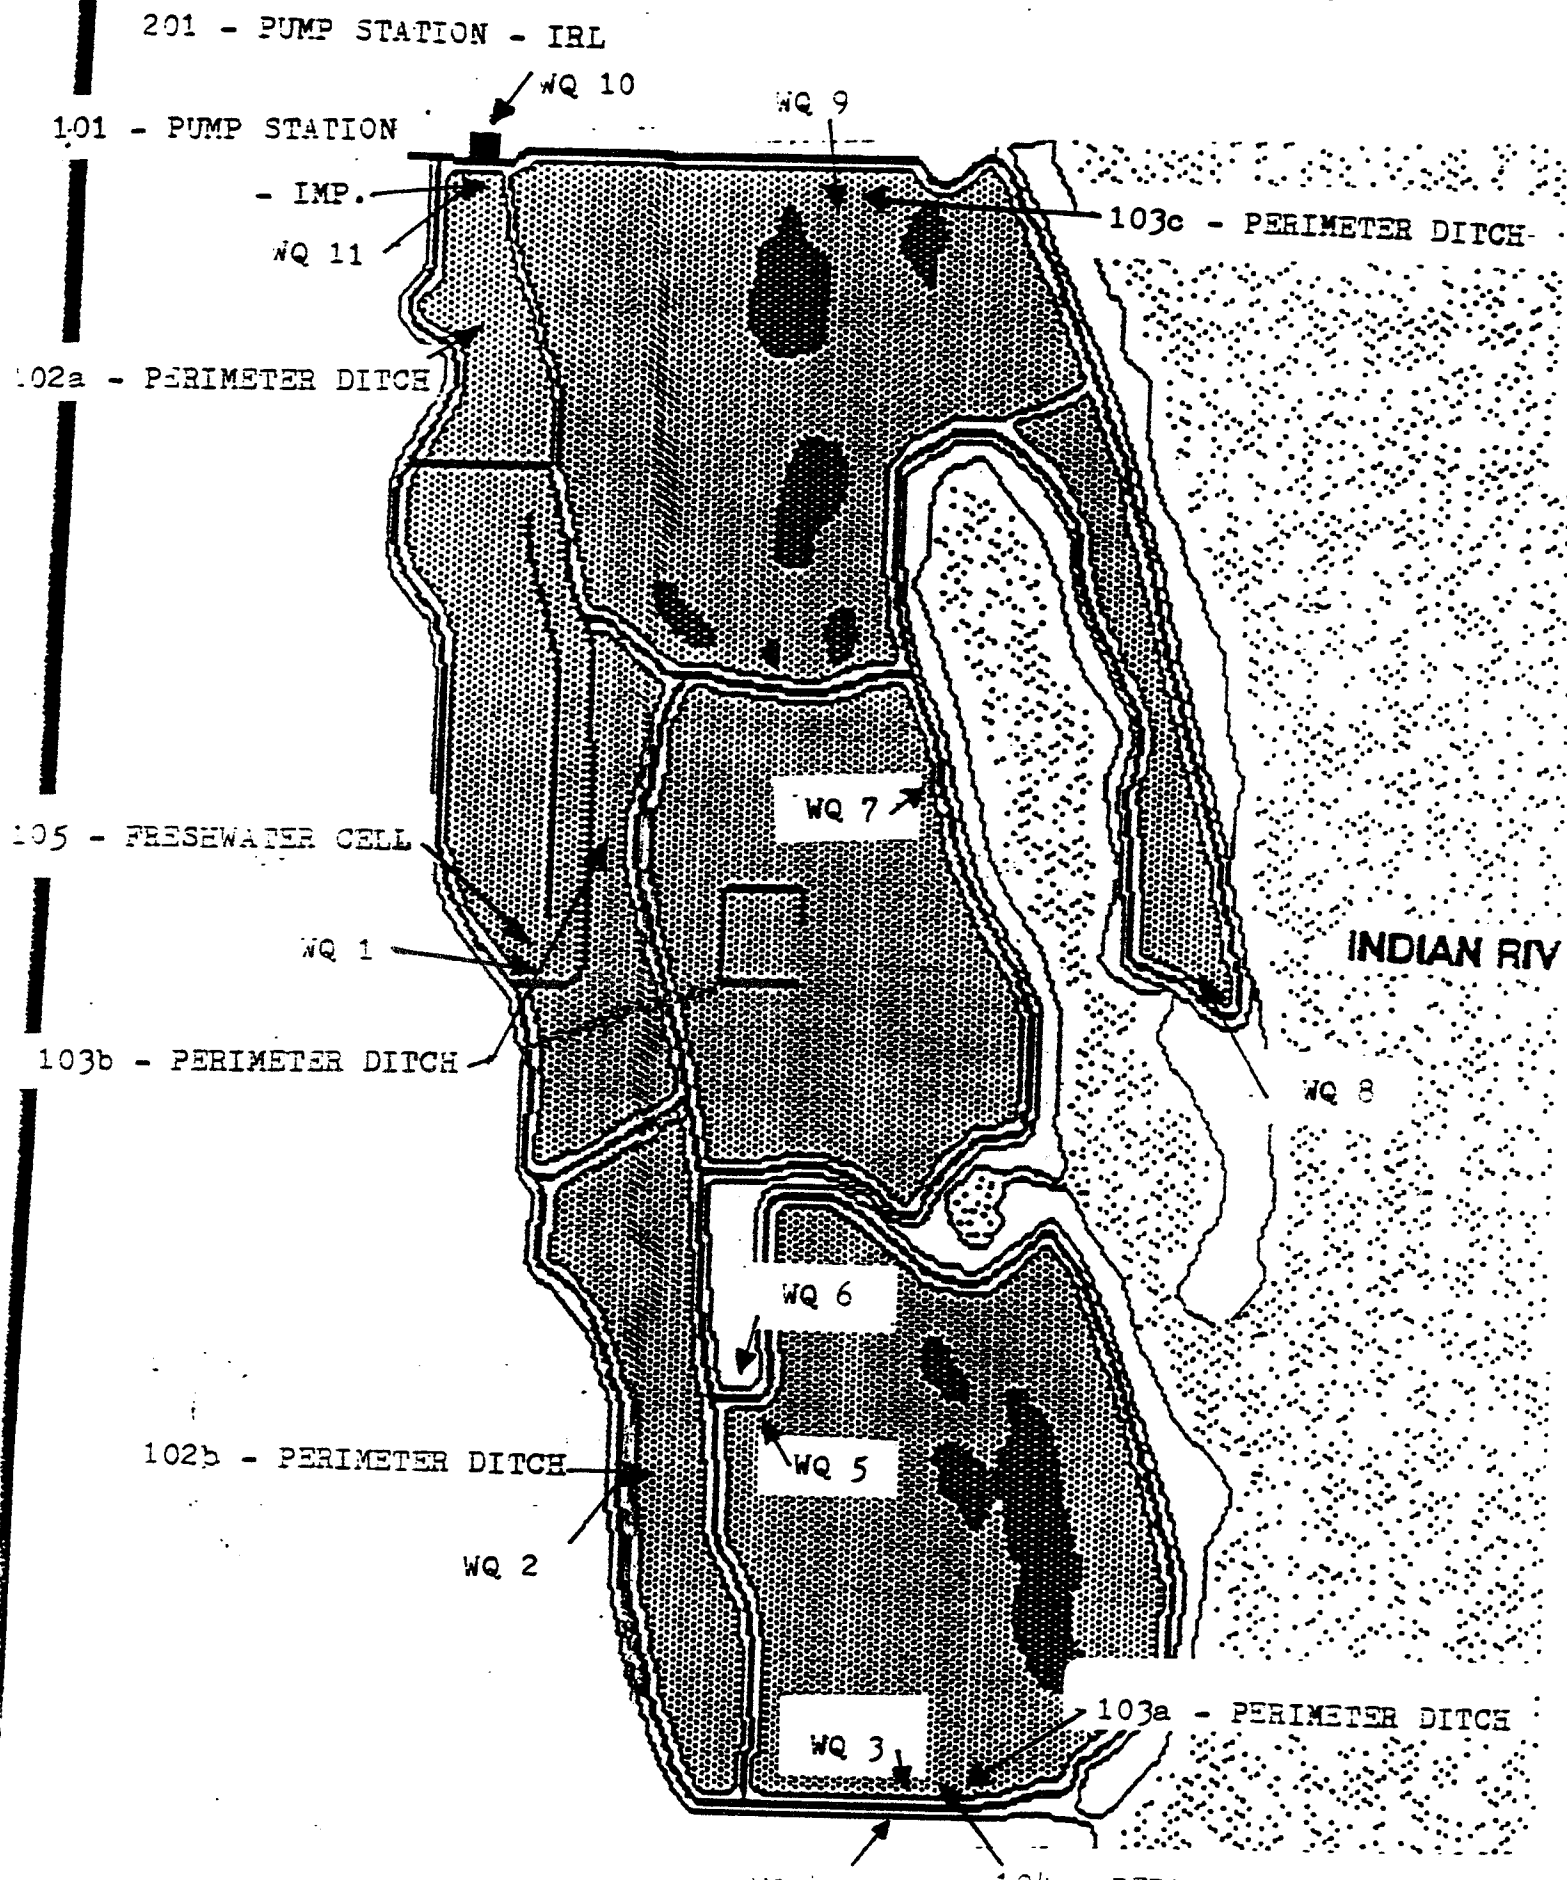 201 - PUMP STATION - IRL
WQ 10
WQ 9
101 - PUMP STATION
- IMP.
103c - PERIMETER DITCH
WQ 11
102a - PERIMETER DITCH
WQ 7
105 - FRESHWATER CELL
WQ 1
INDIAN RIV
103b - PERIMETER DITCH
WQ 8
WQ 6
102b - PERIMETER DITCH
WQ 5
WQ 2
103a - PERIMETER DITCH
WQ 3